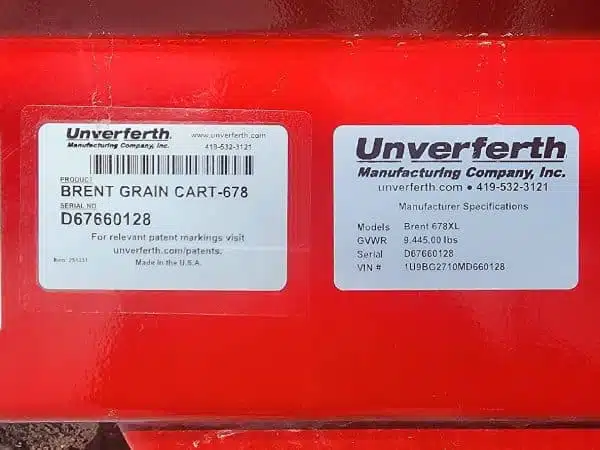 Unverferth
www.unverferth.com
Manufacturing Company, Inc.
419-532-3121
PRODUCT
BRENT GRAIN CART-678
SERIAL NO
D67660128
For relevant patent markings visit
unverferth.com/patents.
Made in the U.S.A.
Unverferth
Manufacturing Company, Inc.
unverferth.com • 419-532-3121
Manufacturer Specifications
Models Brent 678XL
GVWR 9,445.00 lbs
Serial D67660128
VIN # 1U9BC2710MD660128